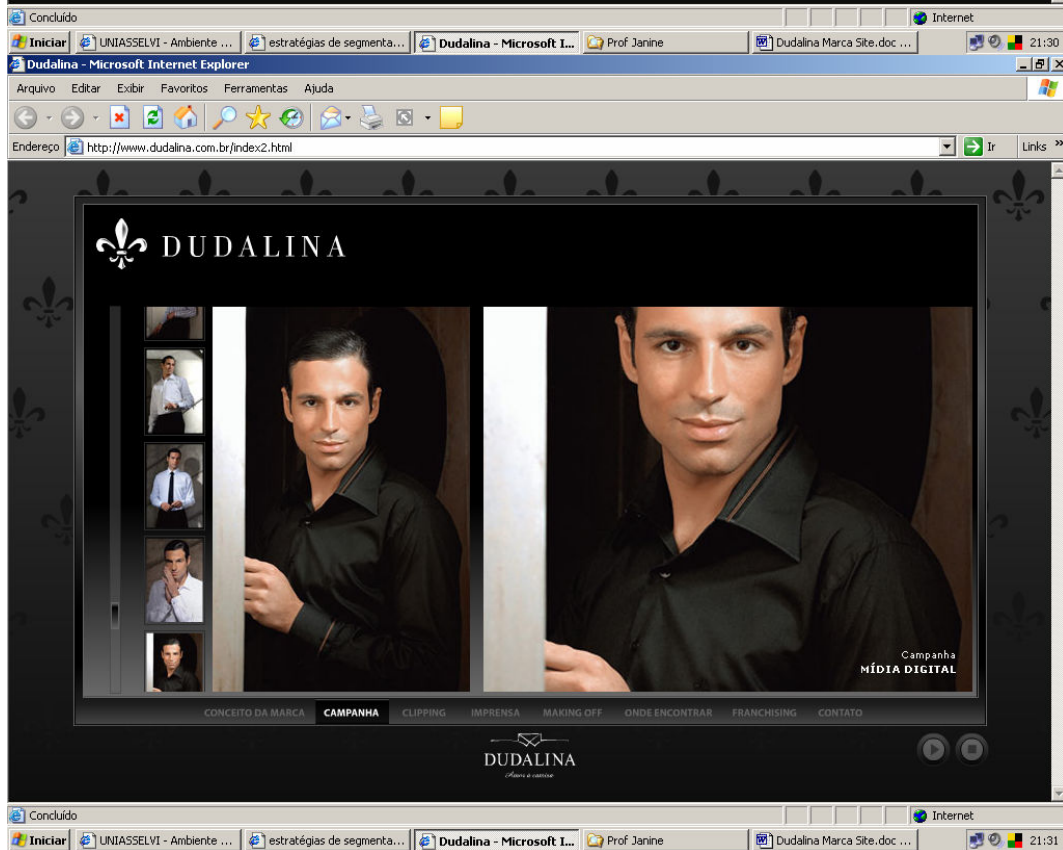 Concluído Internet
Iniciar UNIASSELVI - Ambiente ... estratégias de segmenta... Dudalina - Microsoft I... Prof Janine Dudalina Marca Site.doc ... 21:30
Dudalina - Microsoft Internet Explorer
Arquivo Editar Exibir Favoritos Ferramentas Ajuda
Endereço http://www.dudalina.com.br/index2.html Ir Links »
DUDALINA
Campanha
MÍDIA DIGITAL
CONCEITO DA MARCA CAMPANHA CLIPPING IMPRENSA MAKING OFF ONDE ENCONTRAR FRANCHISING CONTATO
DUDALINA
Concluído Internet
Iniciar UNIASSELVI - Ambiente ... estratégias de segmenta... Dudalina - Microsoft I... Prof Janine Dudalina Marca Site.doc ... 21:31